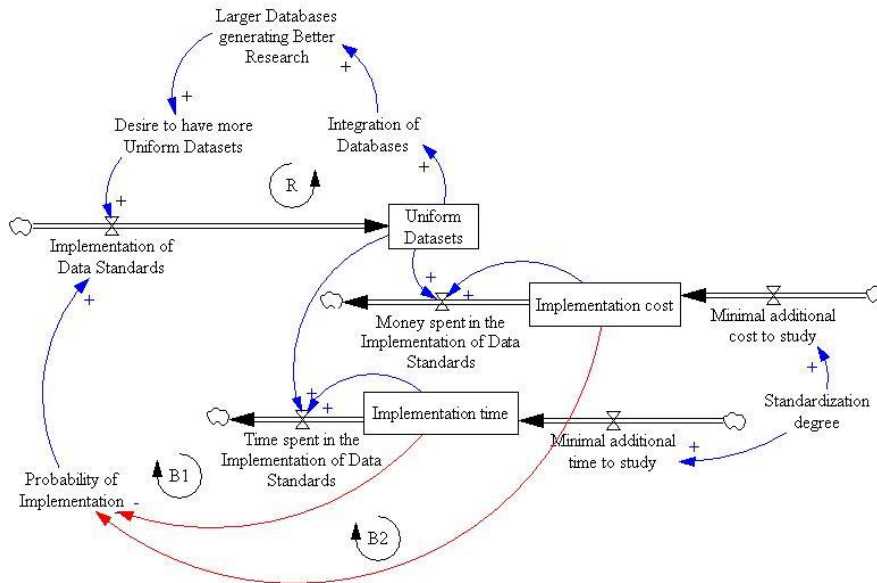 Larger Databases
generating Better
Research
+
+
Desire to have more
Uniform Datasets
Integration of
Databases
+
R
+
Uniform
Datasets
Implementation of
Data Standards
+
+
+
Implementation cost
Money spent in the
Implementation of Data
Standards
Minimal additional
cost to study
+
+
+
Implementation time
Standardization
degree
Time spent in the
Implementation of Data
Standards
Minimal additional
time to study
+
Probability of
Implementation
-
B1
B2